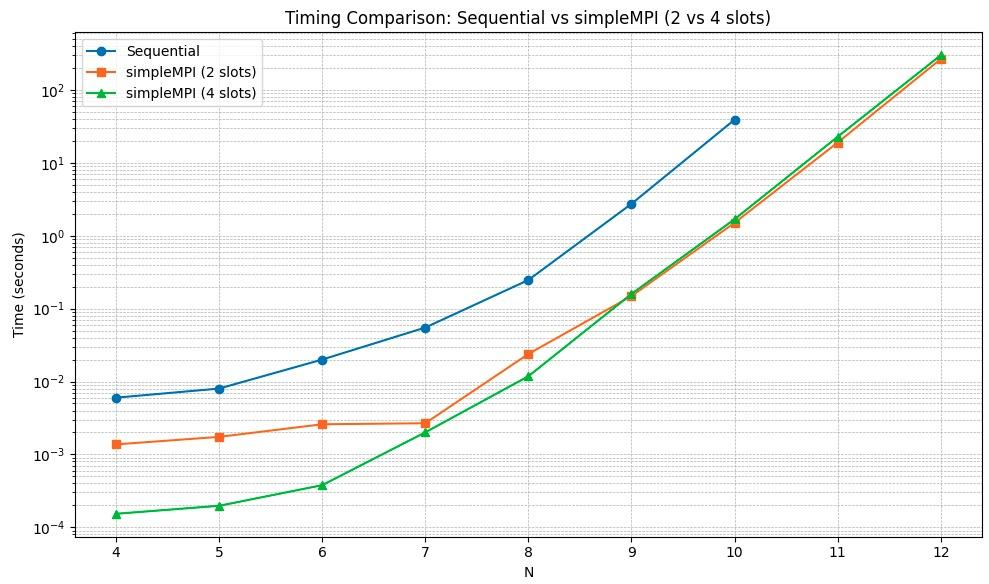 Timing Comparison: Sequential vs simpleMPI (2 vs 4 slots)
Sequential
simpleMPI (2 slots)
simpleMPI (4 slots)
Time (seconds)
10²
10¹
10⁰
10⁻¹
10⁻²
10⁻³
10⁻⁴
4 5 6 7 8 9 10 11 12
N